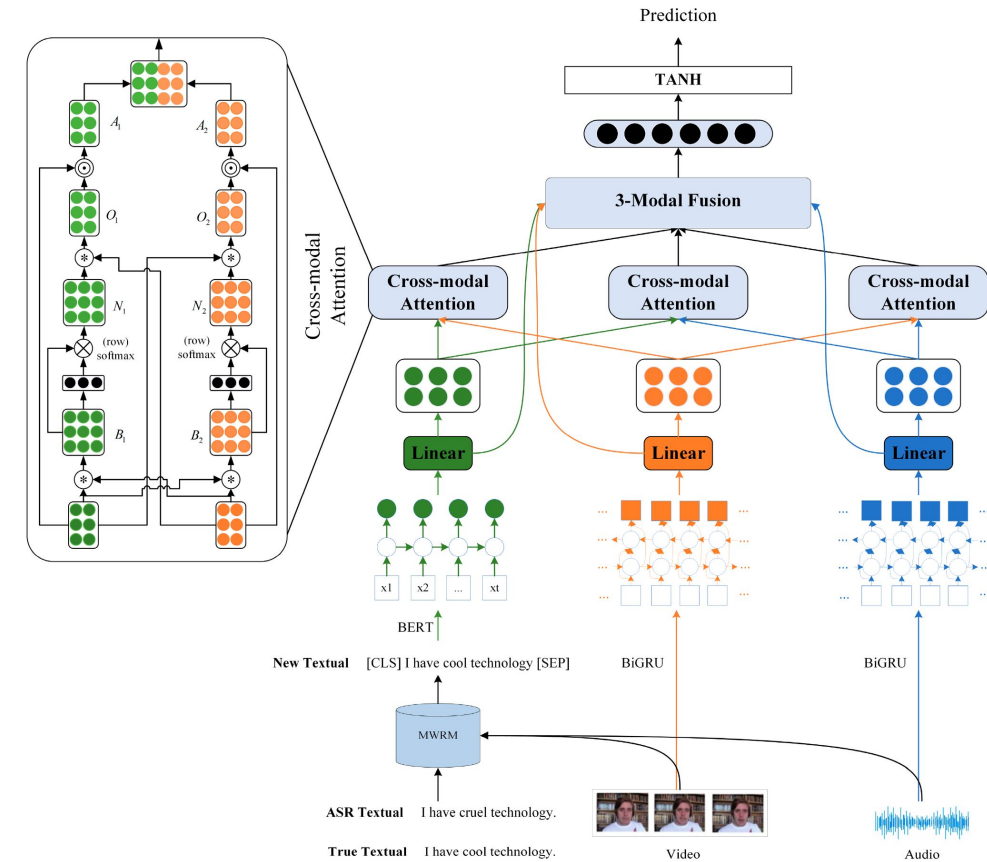 Prediction
TANH
3-Modal Fusion
Cross-modal
Attention
Cross-modal
Attention
Cross-modal
Attention
Cross-modal
Attention
A₁
A₂
O₁
O₂
N₁
N₂
(row)
softmax
(row)
softmax
B₁
B₂
Linear
Linear
Linear
x1 x2 ... xt
... ...
... ...
... ...
... ...
... ...
... ...
BERT
BiGRU
BiGRU
New Textual [CLS] I have cool technology [SEP]
MWRM
ASR Textual I have cruel technology.
True Textual I have cool technology.
Video
Audio